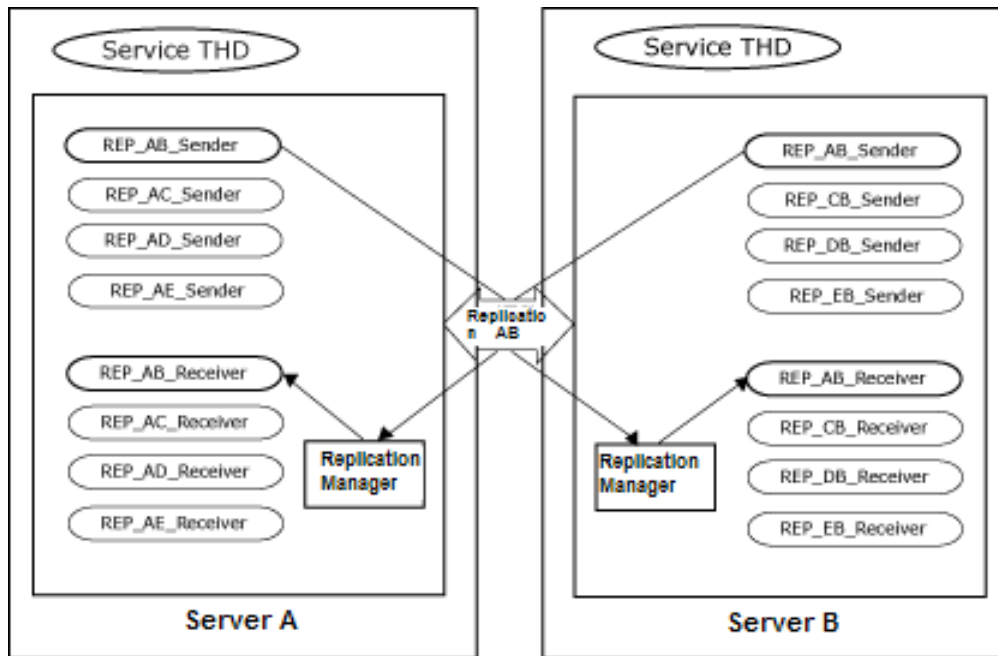 Service THD
REP_AB_Sender
REP_AC_Sender
REP_AD_Sender
REP_AE_Sender
REP_AB_Receiver
REP_AC_Receiver
REP_AD_Receiver
REP_AE_Receiver
Replication
Manager
Server A
Replicatio
n AB
Service THD
REP_AB_Sender
REP_CB_Sender
REP_DB_Sender
REP_EB_Sender
REP_AB_Receiver
REP_CB_Receiver
REP_DB_Receiver
REP_EB_Receiver
Replication
Manager
Server B